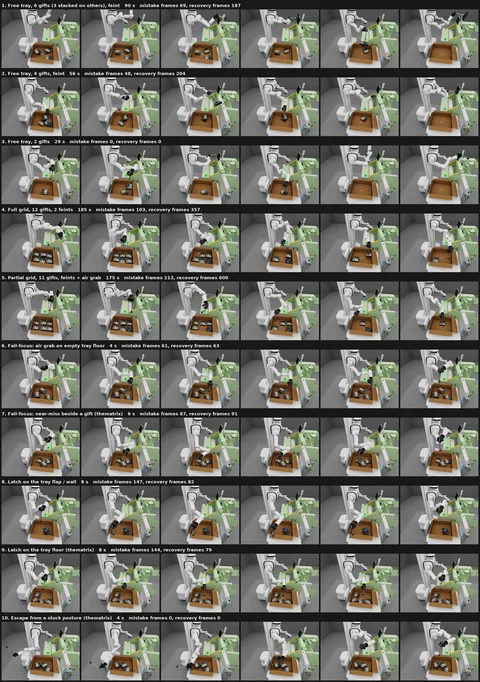 1. Free tray, 6 gifts (3 stacked on others), feint 90 s mistake frames 69, recovery frames 187
2. Free tray, 4 gifts, feint 56 s mistake frames 48, recovery frames 204
3. Free tray, 2 gifts 29 s mistake frames 0, recovery frames 0
4. Full grid, 12 gifts, 2 feints 185 s mistake frames 103, recovery frames 357
5. Partial grid, 11 gifts, feints + air grab 175 s mistake frames 213, recovery frames 600
6. Fail-focus: air grab on empty tray floor 4 s mistake frames 61, recovery frames 63
7. Fail-focus: near-miss beside a gift (thematrix) 6 s mistake frames 87, recovery frames 91
8. Latch on the tray flap / wall 8 s mistake frames 147, recovery frames 82
9. Latch on the tray floor (thematrix) 8 s mistake frames 144, recovery frames 79
10. Escape from a stuck posture (thematrix) 4 s mistake frames 0, recovery frames 0